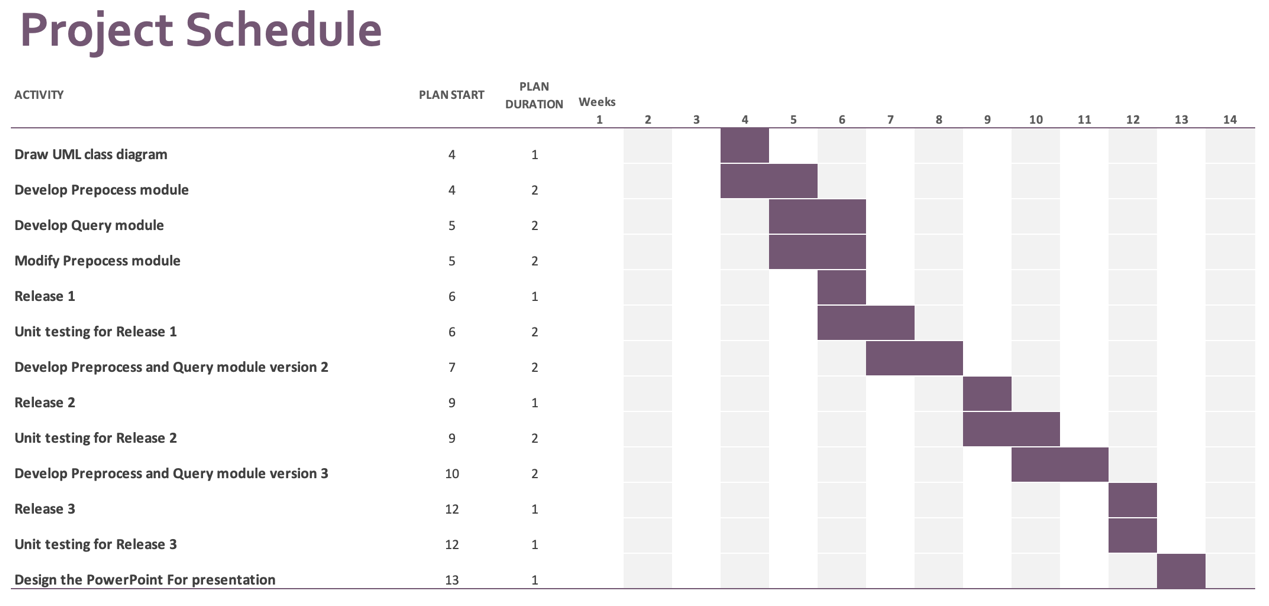 Project Schedule
ACTIVITY PLAN START PLAN DURATION Weeks
1 2 3 4 5 6 7 8 9 10 11 12 13 14
Draw UML class diagram 4 1
Develop Prepocess module 4 2
Develop Query module 5 2
Modify Prepocess module 5 2
Release 1 6 1
Unit testing for Release 1 6 2
Develop Preprocess and Query module version 2 7 2
Release 2 9 1
Unit testing for Release 2 9 2
Develop Preprocess and Query module version 3 10 2
Release 3 12 1
Unit testing for Release 3 12 1
Design the PowerPoint For presentation 13 1